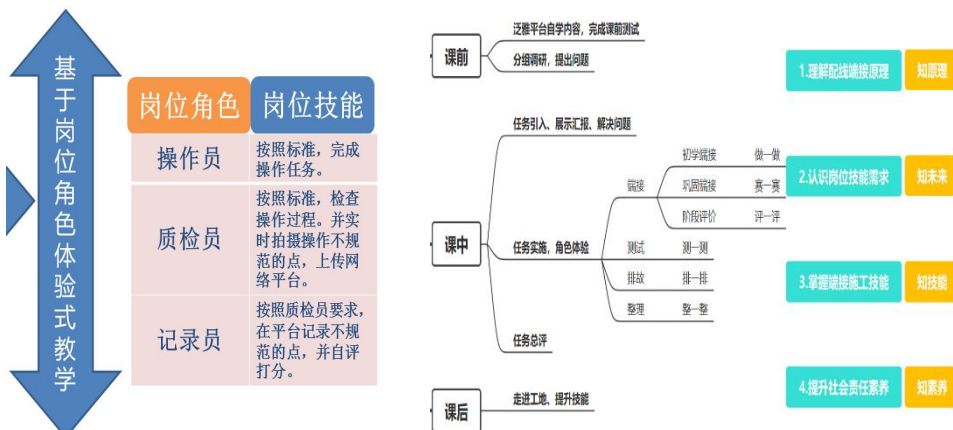 基于岗位角色体验式教学
岗位角色
岗位技能
操作员
按照标准，完成
操作任务。
质检员
按照标准，检查
操作过程。并实
时拍摄操作不规
范的点，上传网
络平台。
记录员
按照质检员要求，
在平台记录不规
范的点，并自评
打分。
课前
泛雅平台自学内容，完成课前测试
分组调研，提出问题
课中
任务引入、展示汇报、解决问题
任务实施，角色体验
端接
初学端接
做一做
巩固端接
赛一赛
阶段评价
评一评
测试
测一测
排故
排一排
整理
整一整
任务总评
课后
走进工地、提升技能
1.理解配线端接原理
知原理
2.认识岗位技能需求
知未来
3.掌握端接施工技能
知技能
4.提升社会责任素养
知素养